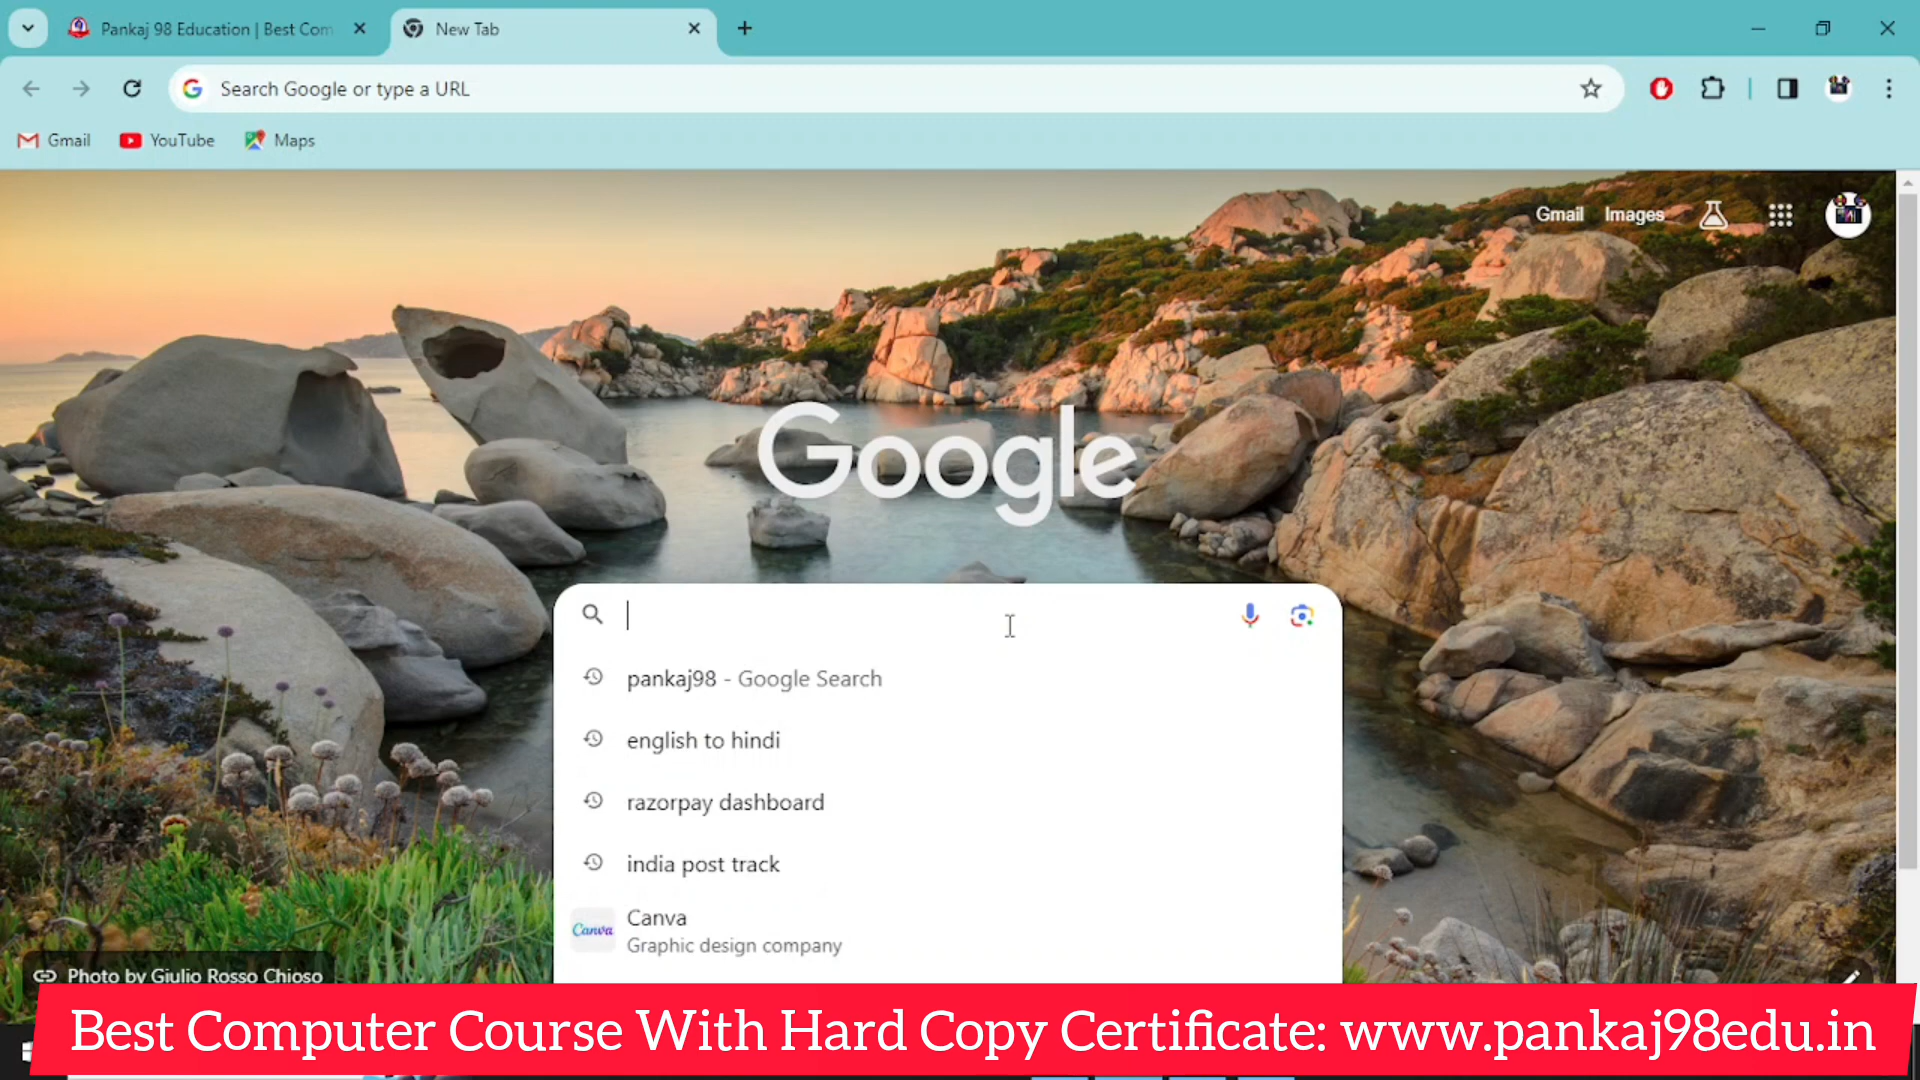 Pankaj 98 Education | Best Com
New Tab
Search Google or type a URL
Gmail
YouTube
Maps
Gmail
Images
Google
pankaj98 - Google Search
english to hindi
razorpay dashboard
india post track
Canva
Canva
Graphic design company
Photo by Giulio Rosso Chioso
Best Computer Course With Hard Copy Certificate: www.pankaj98edu.in